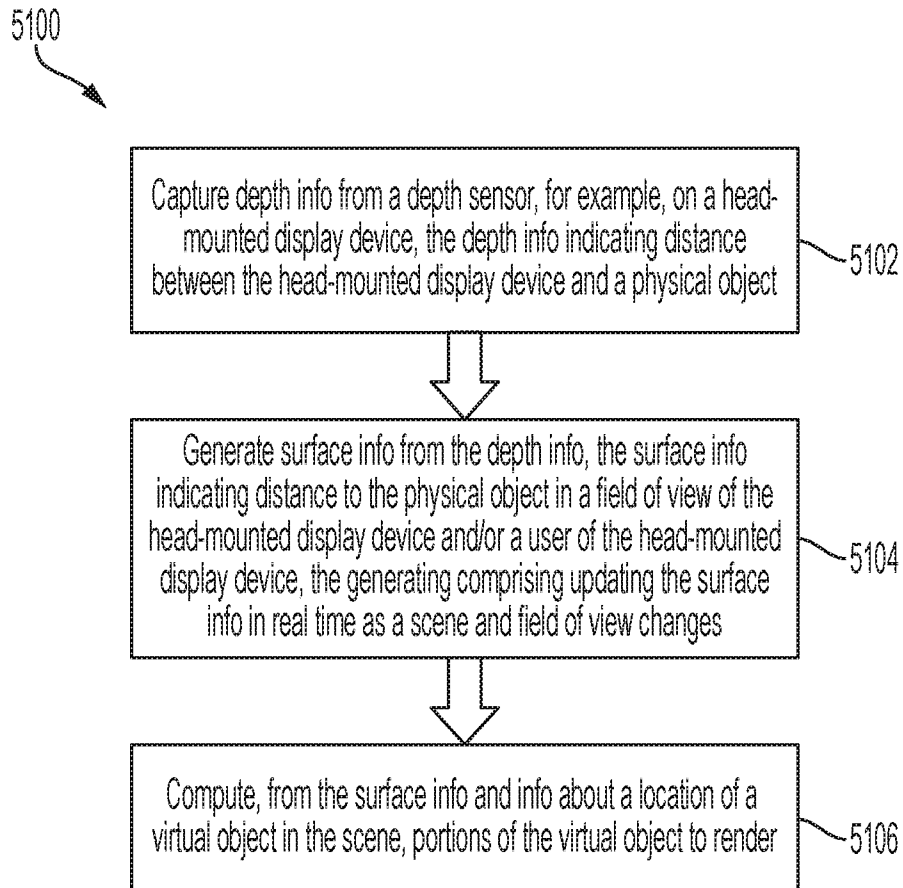 5100
Capture depth info from a depth sensor, for example, on a head-
mounted display device, the depth info indicating distance
between the head-mounted display device and a physical object
5102
Generate surface info from the depth info, the surface info
indicating distance to the physical object in a field of view of the
head-mounted display device and/or a user of the head-mounted
display device, the generating comprising updating the surface
info in real time as a scene and field of view changes
5104
Compute, from the surface info and info about a location of a
virtual object in the scene, portions of the virtual object to render
5106